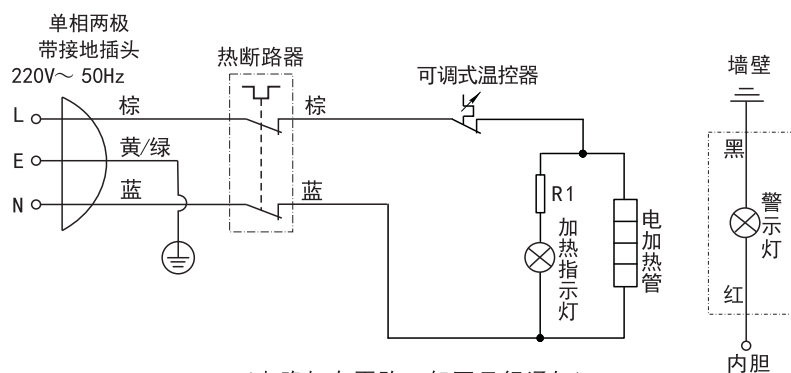 单相两极
带接地插头
220V～ 50Hz
热断路器
可调式温控器
墙壁
L
棕
棕
E
黄/绿
黑
N
蓝
蓝
R1
加热指示灯
电加热管
警示灯
红
内胆